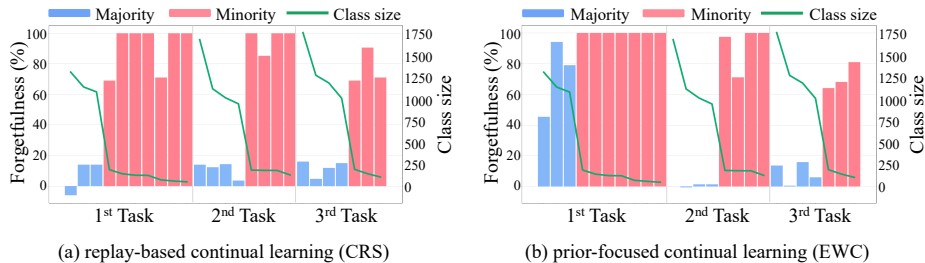 Majority Minority Class size
Forgetfulness (%)
100
80
60
40
20
0
1750
1500
1250
1000
750
500
250
0
Class size
1st Task 2nd Task 3rd Task
(a) replay-based continual learning (CRS)
Majority Minority Class size
Forgetfulness (%)
100
80
60
40
20
0
1750
1500
1250
1000
750
500
250
0
Class size
1st Task 2nd Task 3rd Task
(b) prior-focused continual learning (EWC)